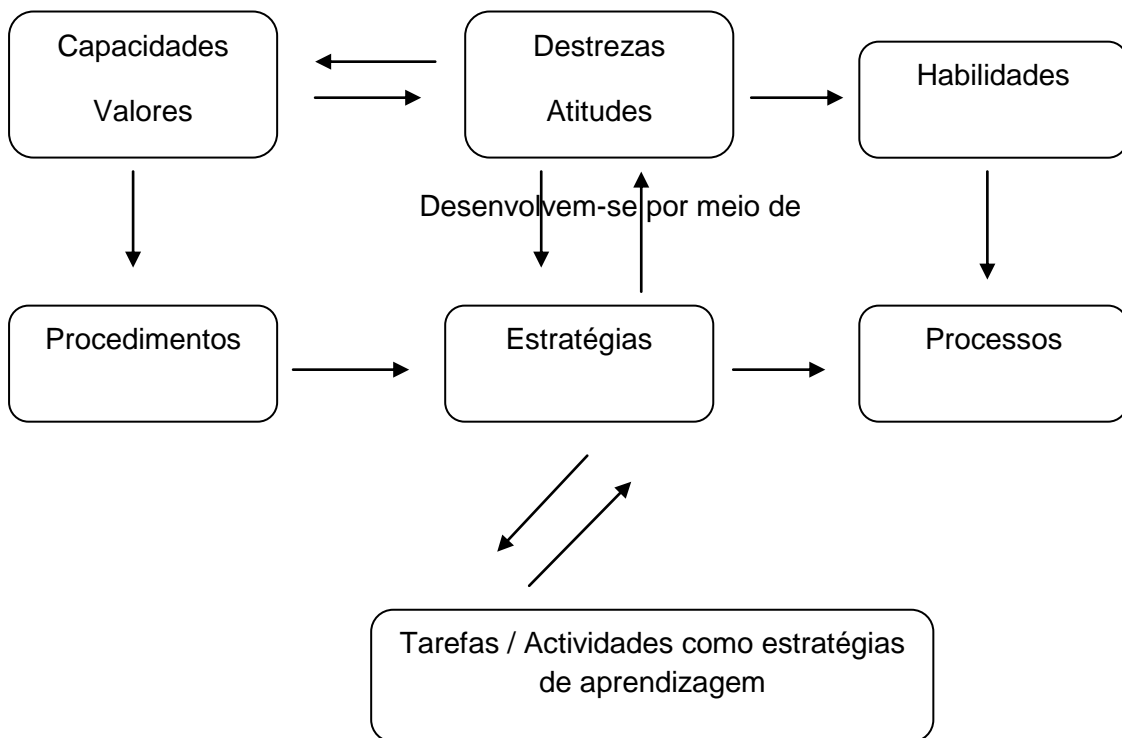 Capacidades
Valores
Destrezas
Atitudes
Habilidades
Desenvolvem-se por meio de
Procedimentos
Estratégias
Processos
Tarefas / Actividades como estratégias
de aprendizagem